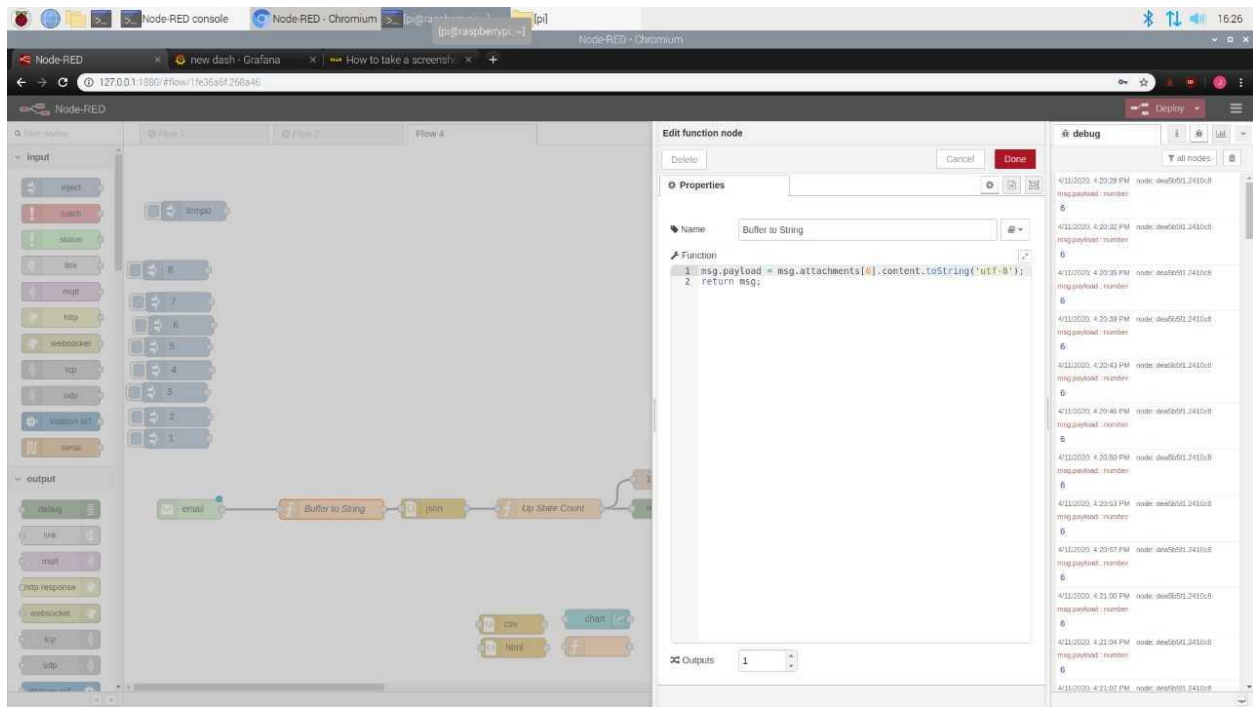 Node-RED console
Node-RED - Chromium
[pi]
16:26
[pi@raspberrypi: ~]
Node-RED - Chromium
Node-RED
new dash - Grafana
How to take a screensh
127.0.0.1:1880/#flow/1fe36a6f.268a46
Node-RED
Deploy
filter nodes
Flow 1
Flow 2
Flow 4
Edit function node
debug
Delete
Cancel
Done
all nodes
input
Properties
inject
catch
status
link
mqtt
http
websocket
tcp
udp
Watson IoT
serial
output
debug
link
mqtt
http response
websocket
tcp
udp
tempo
8
7
6
5
4
3
2
1
email
Buffer to String
json
Up State Count
csv
html
chart
Name
Buffer to String
Function
1 msg.payload = msg.attachments[0].content.toString('utf-8');
2 return msg;
Outputs
1
4/11/2020, 4:20:28 PM node: dea5b5f1.2410c8
msg.payload : number
6
4/11/2020, 4:20:32 PM node: dea5b5f1.2410c8
msg.payload : number
6
4/11/2020, 4:20:35 PM node: dea5b5f1.2410c8
msg.payload : number
6
4/11/2020, 4:20:39 PM node: dea5b5f1.2410c8
msg.payload : number
6
4/11/2020, 4:20:43 PM node: dea5b5f1.2410c8
msg.payload : number
6
4/11/2020, 4:20:46 PM node: dea5b5f1.2410c8
msg.payload : number
6
4/11/2020, 4:20:50 PM node: dea5b5f1.2410c8
msg.payload : number
6
4/11/2020, 4:20:53 PM node: dea5b5f1.2410c8
msg.payload : number
6
4/11/2020, 4:20:57 PM node: dea5b5f1.2410c8
msg.payload : number
6
4/11/2020, 4:21:00 PM node: dea5b5f1.2410c8
msg.payload : number
6
4/11/2020, 4:21:04 PM node: dea5b5f1.2410c8
msg.payload : number
6
4/11/2020, 4:21:07 PM node: dea5b5f1.2410c8